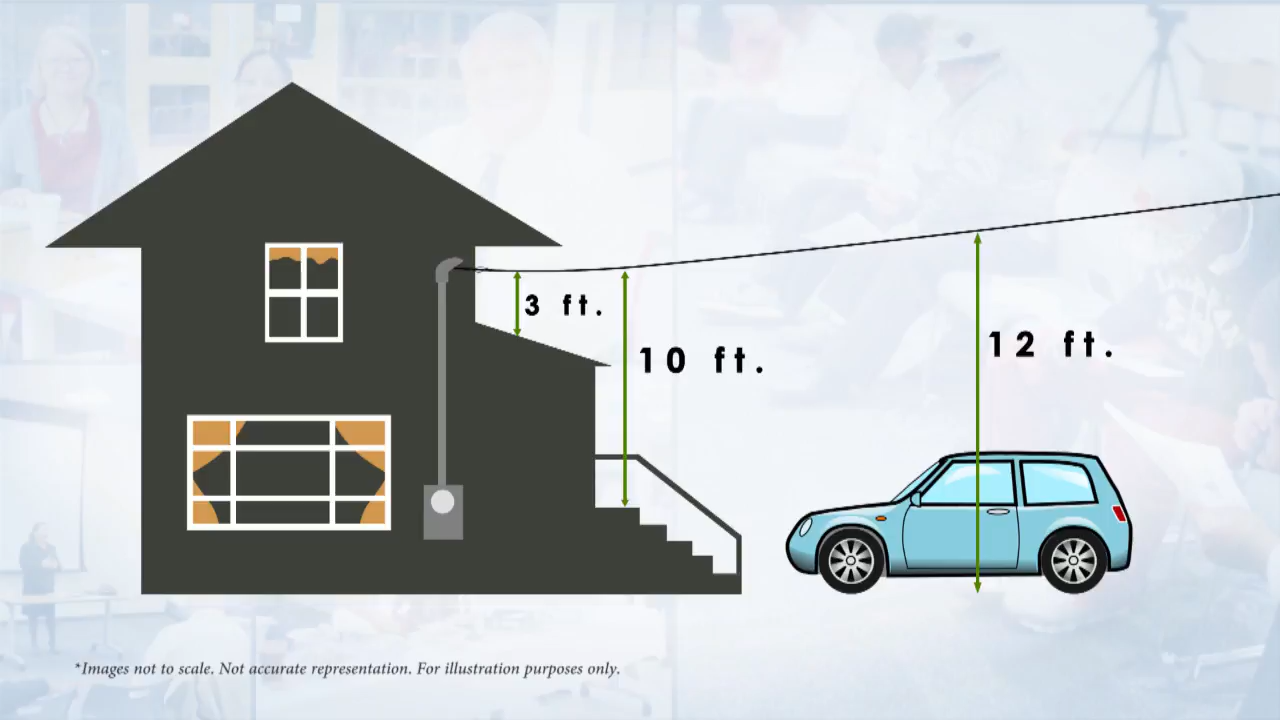 3 ft.
10 ft.
12 ft.
*Images not to scale. Not accurate representation. For illustration purposes only.